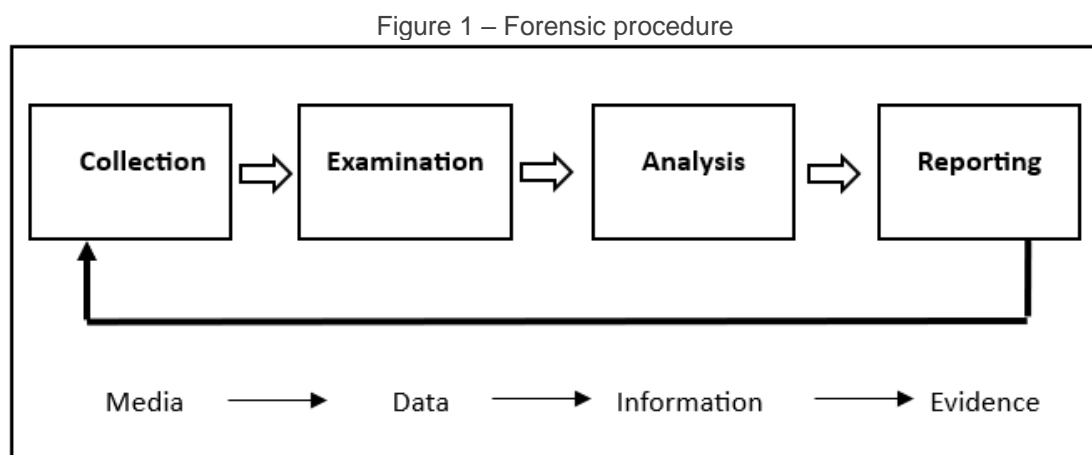 Figure 1 – Forensic procedure
Collection
Examination
Analysis
Reporting
Media
Data
Information
Evidence